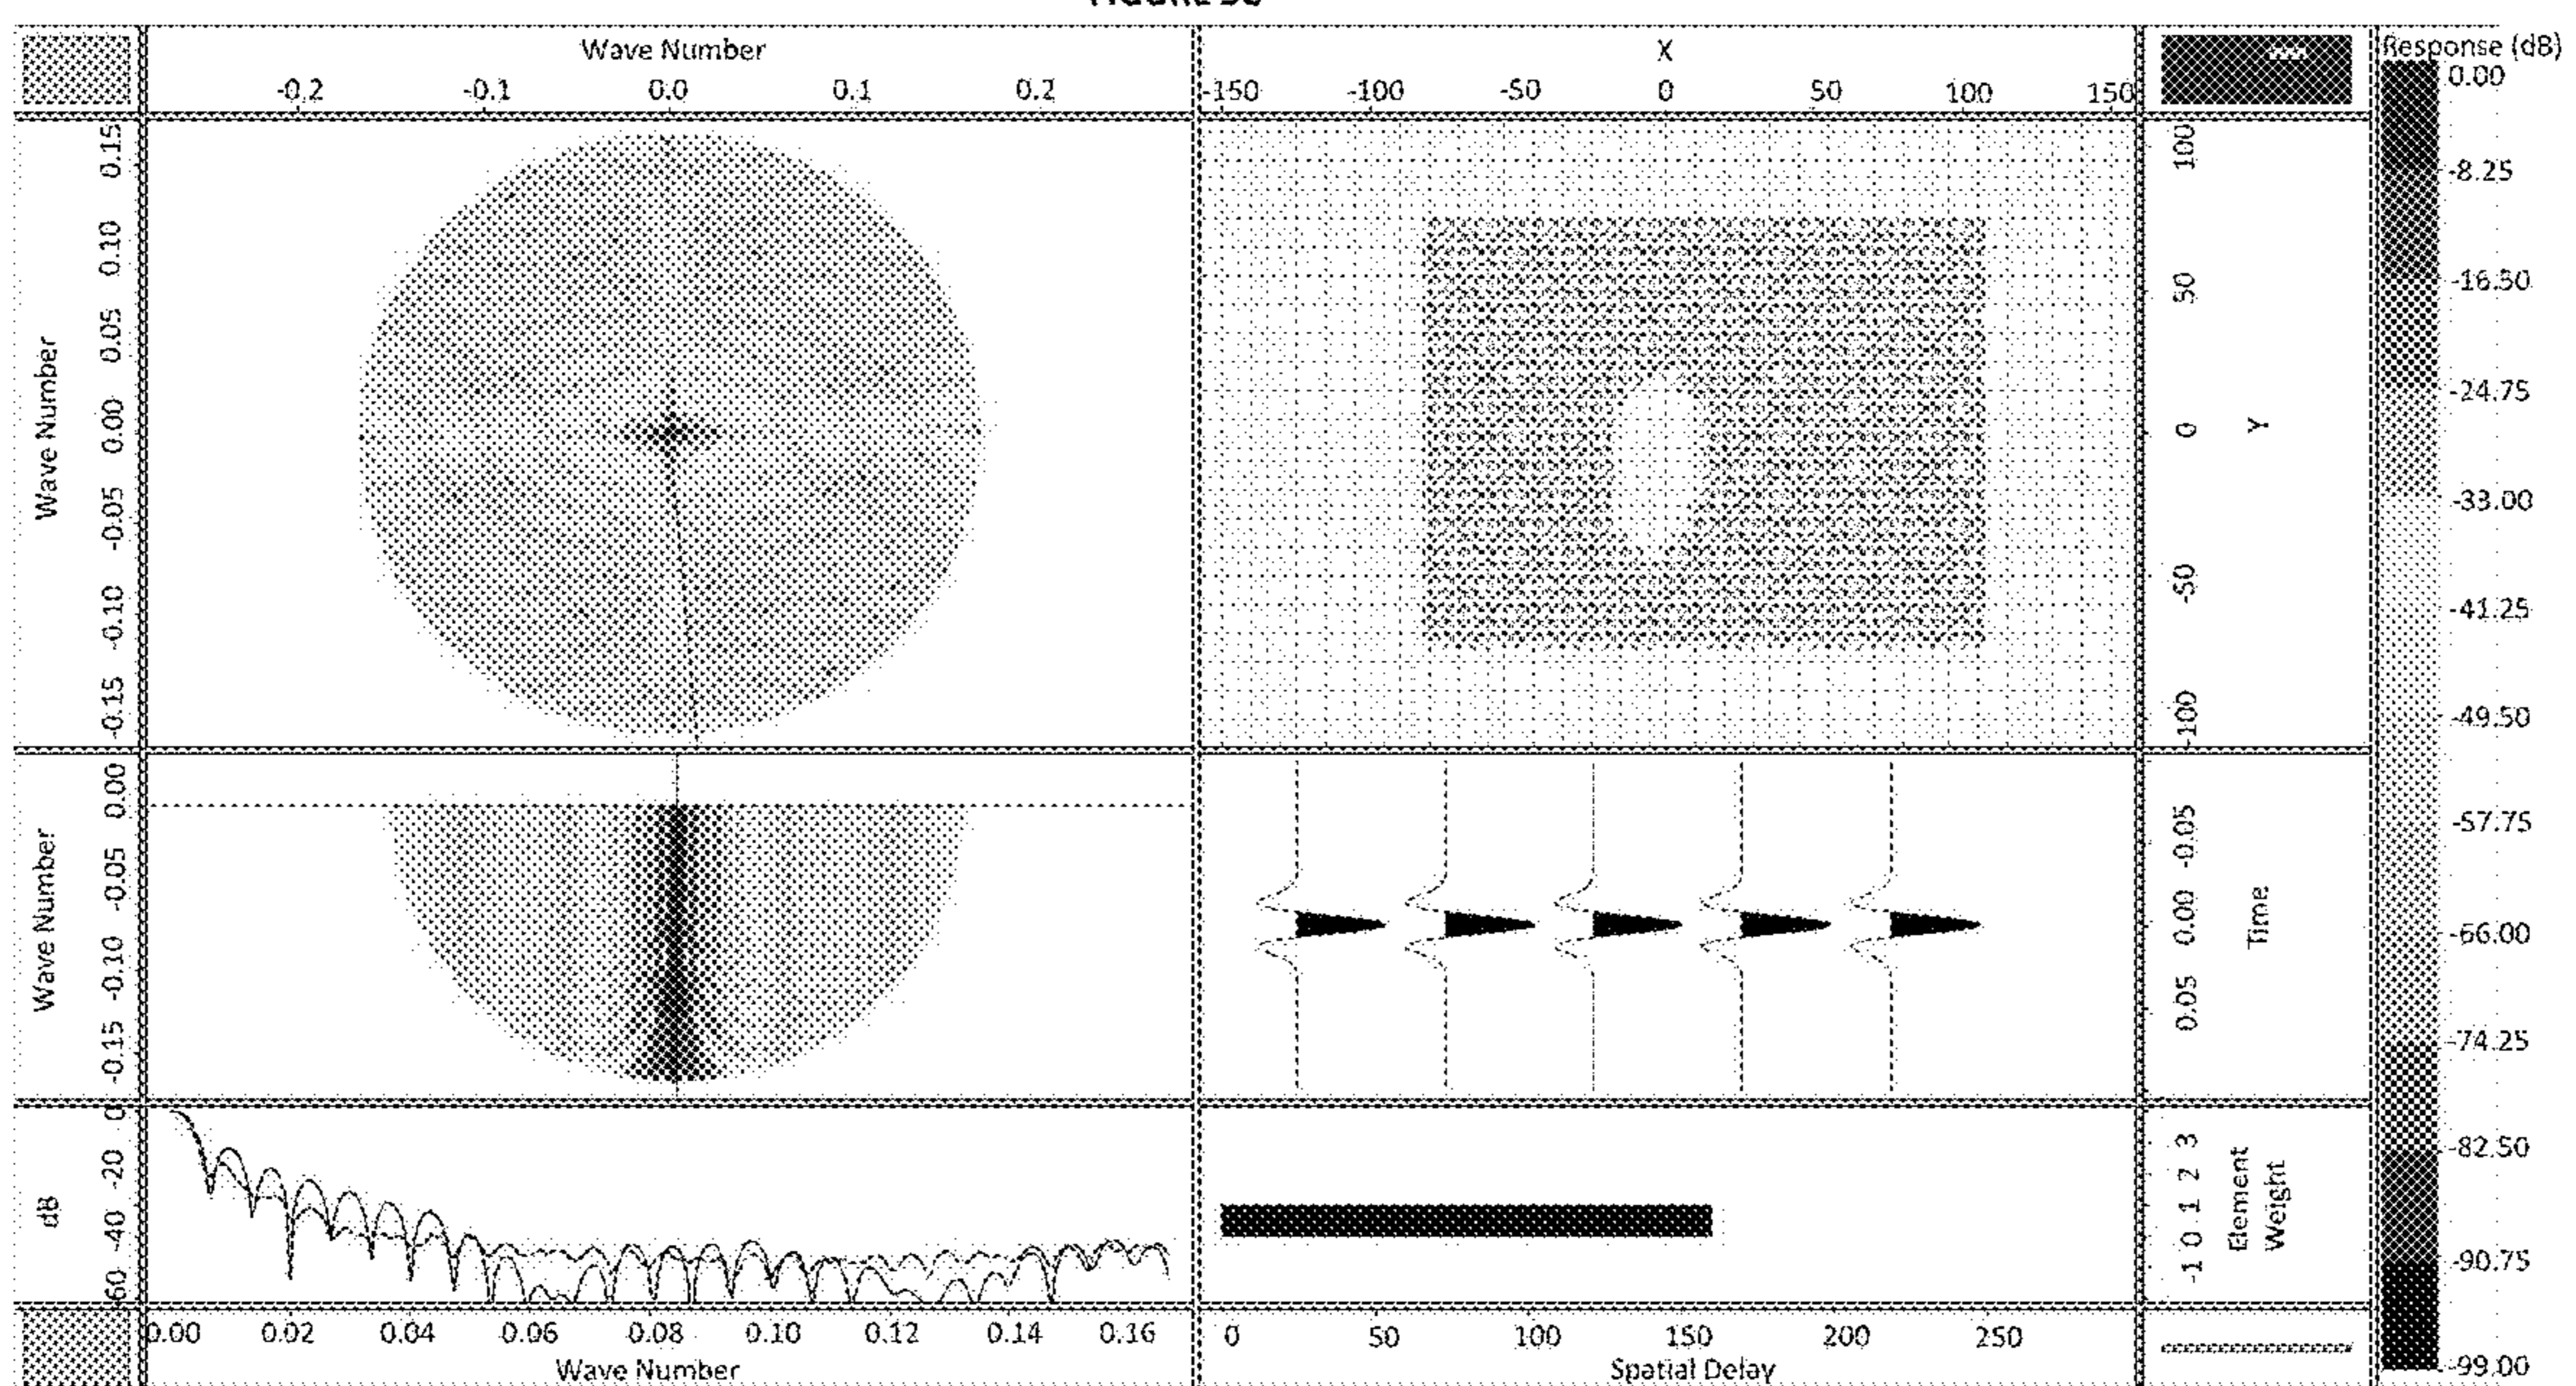 Wave Number X Response (dB)
-0.2 -0.1 0.0 0.1 0.2 -150 -100 -50 0 50 100 150 0.00
Wave Number
0.15 0.10 0.05 0.00 -0.05 -0.10 -0.15
100 50 0 -50 -100
Y
-8.25
-16.50
-24.75
-33.00
-41.25
-49.50
-57.75
-66.00
-74.25
-82.50
-90.75
-99.00
Wave Number
0.00 -0.05 -0.10 -0.15
-0.05 0.00 0.05
Time
dB
0 -20 -40 -60
-1 0 1 2 3
Element
Weight
0.00 0.02 0.04 0.06 0.08 0.10 0.12 0.14 0.16 0 50 100 150 200 250
Wave Number Spatial Delay